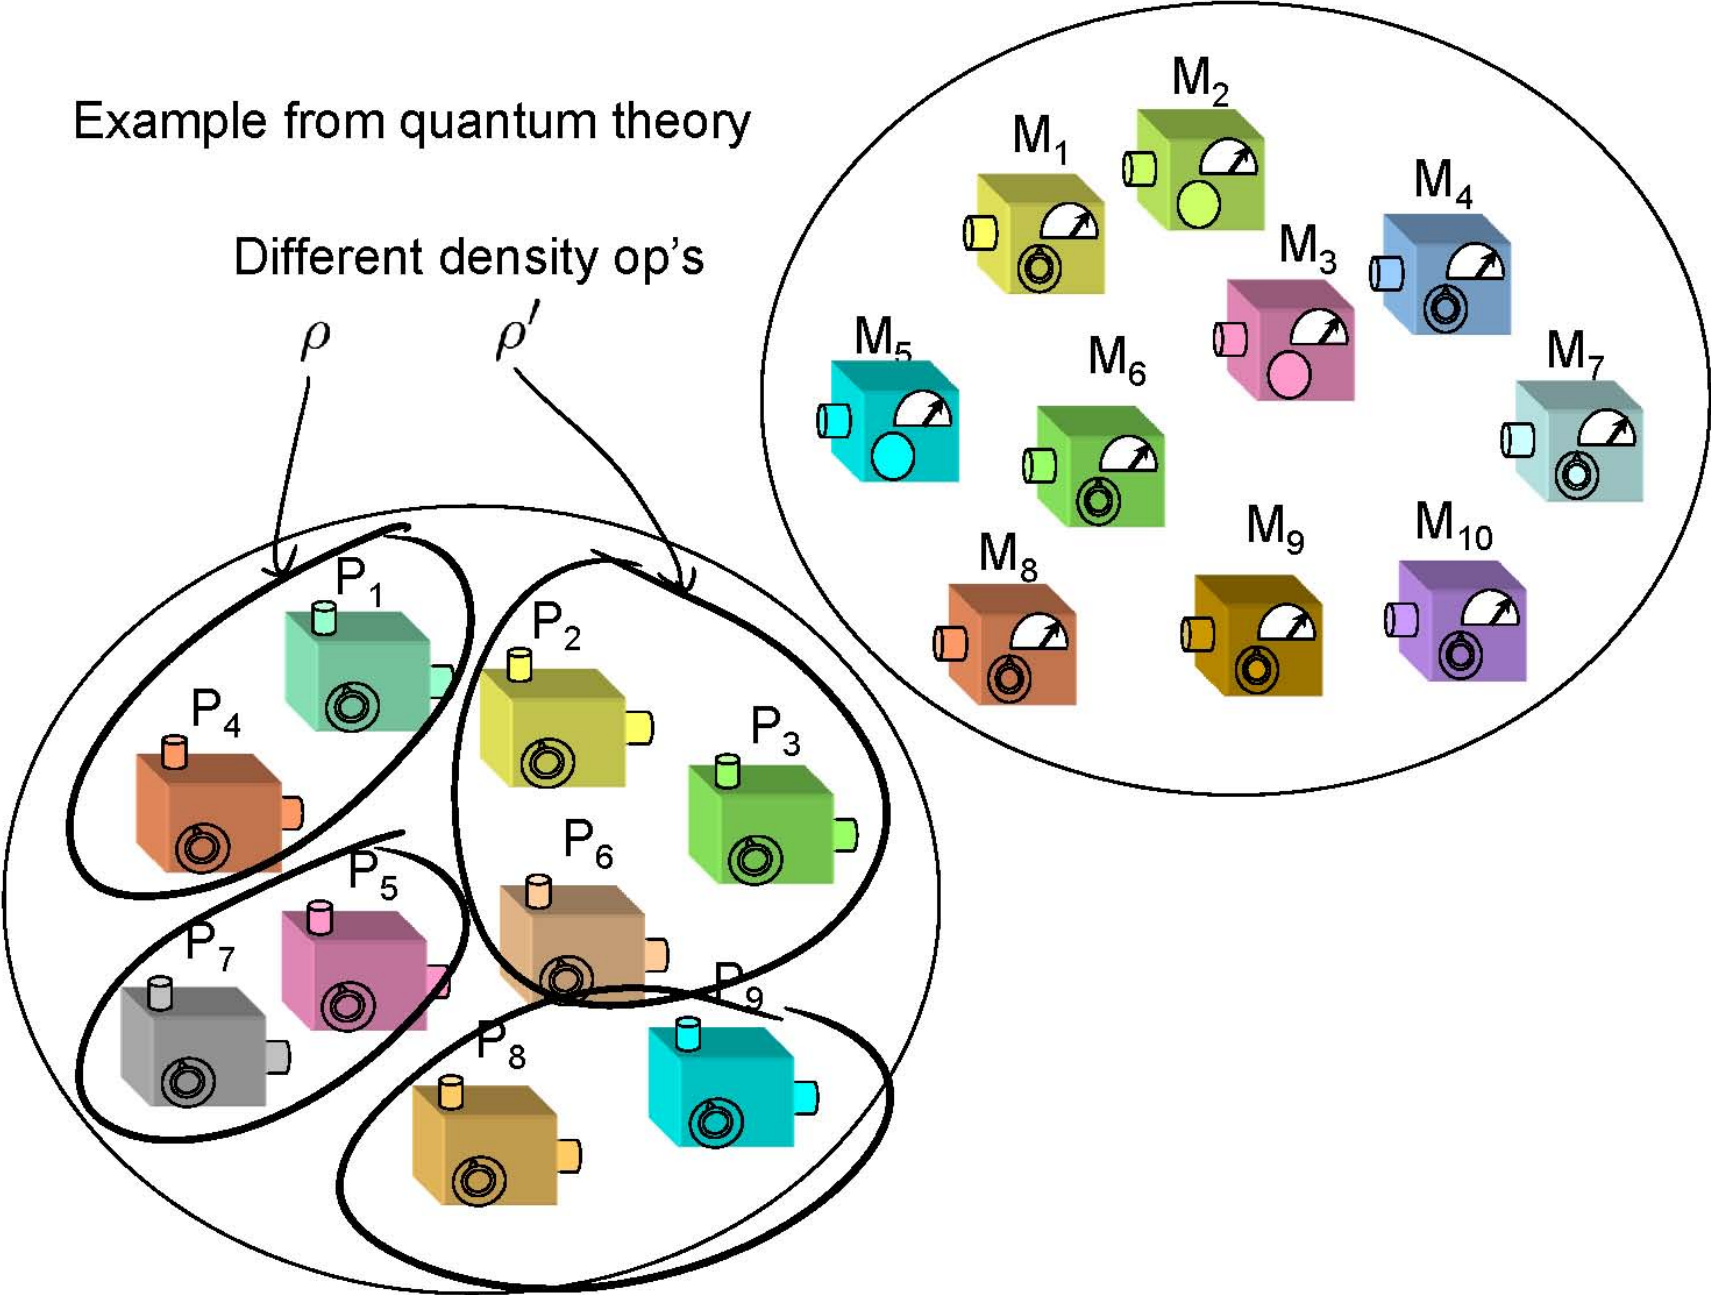 Example from quantum theory
Different density op's
ρ
ρ′
M₁
M₂
M₃
M₄
M₅
M₆
M₇
M₈
M₉
M₁₀
P₁
P₂
P₃
P₄
P₅
P₆
P₇
P₈
P₉